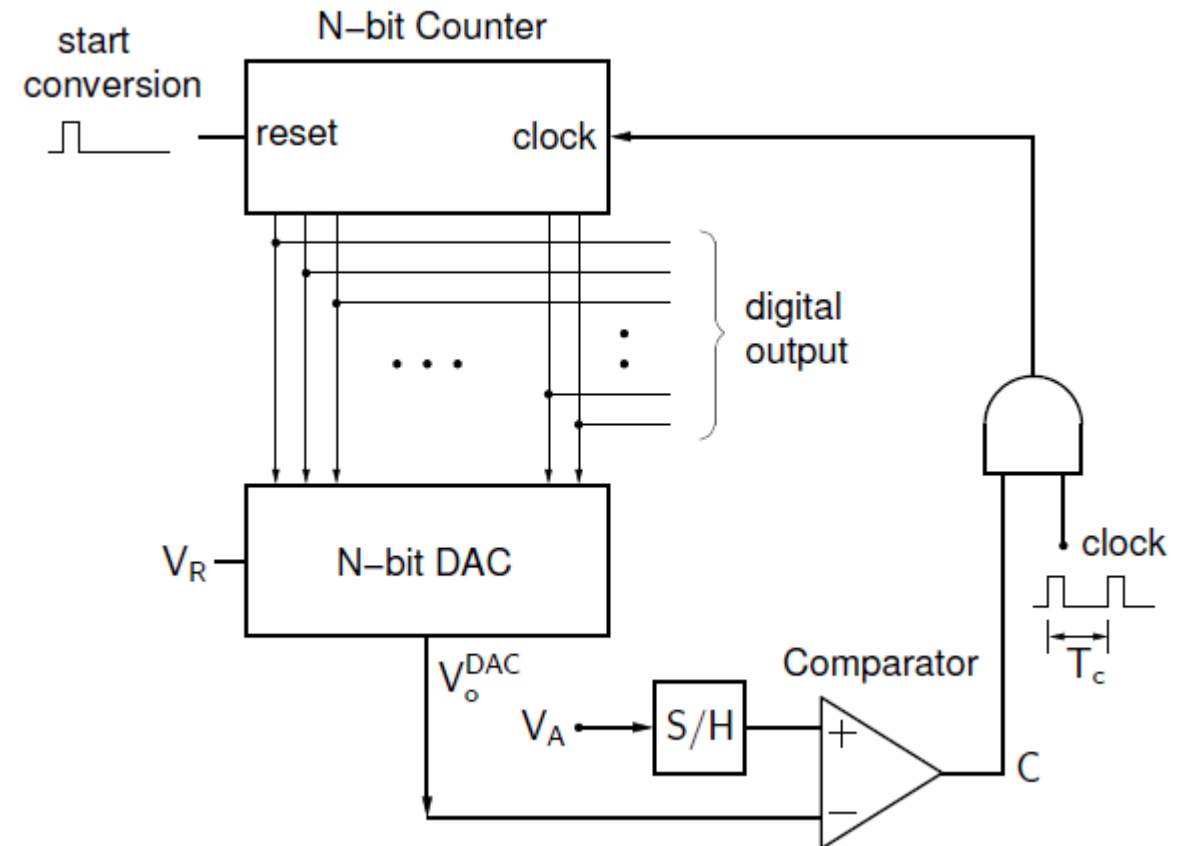 N−bit Counter
start
conversion
reset
clock
digital
output
V_R
N−bit DAC
clock
T_c
V_o^DAC
Comparator
V_A
S/H
+
−
C